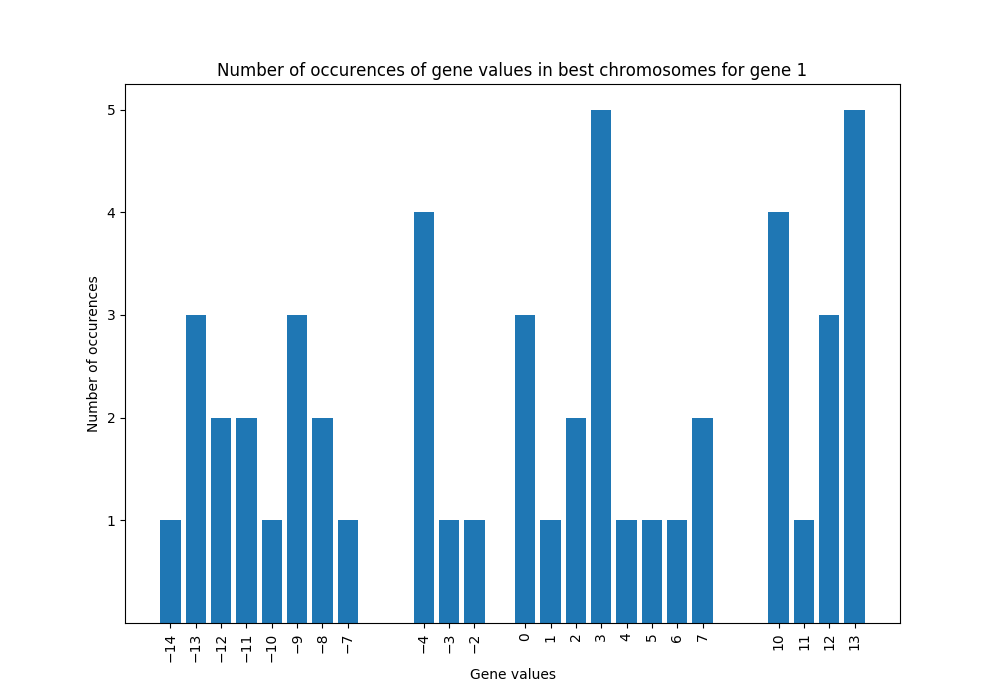 Number of occurences of gene values in best chromosomes for gene 1
5
4
3
2
1
Number of occurences
−14 −13 −12 −11 −10 −9 −8 −7 −4 −3 −2 0 1 2 3 4 5 6 7 10 11 12 13
Gene values